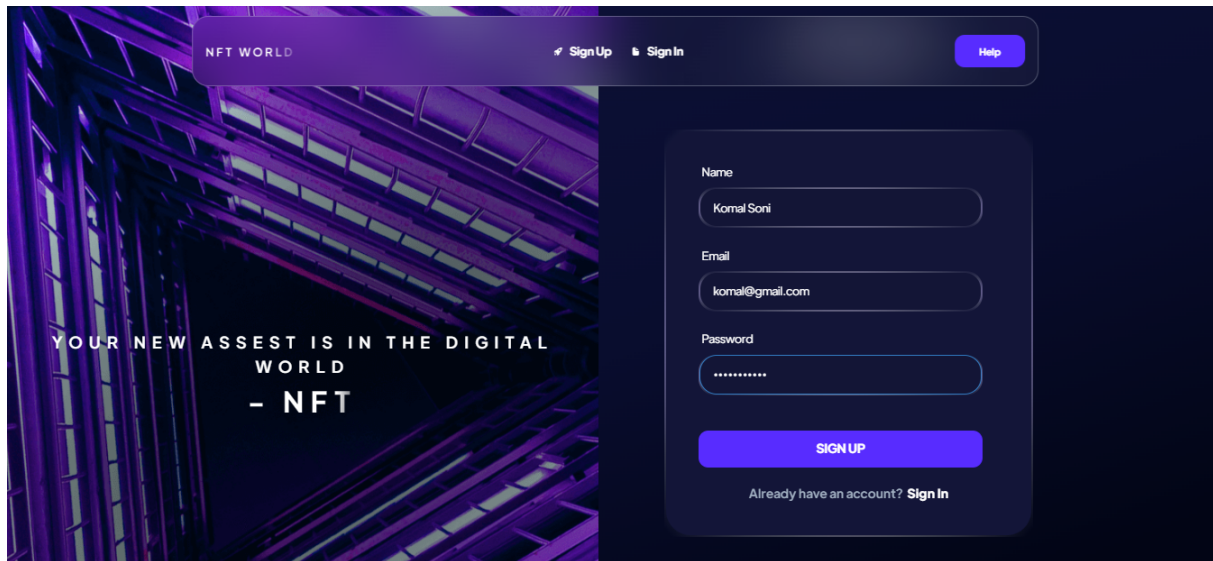 NFT WORLD
Sign Up
Sign In
Help
YOUR NEW ASSEST IS IN THE DIGITAL
WORLD
– NFT
Name
Komal Soni
Email
komal@gmail.com
Password
•••••••••••
SIGN UP
Already have an account? Sign In